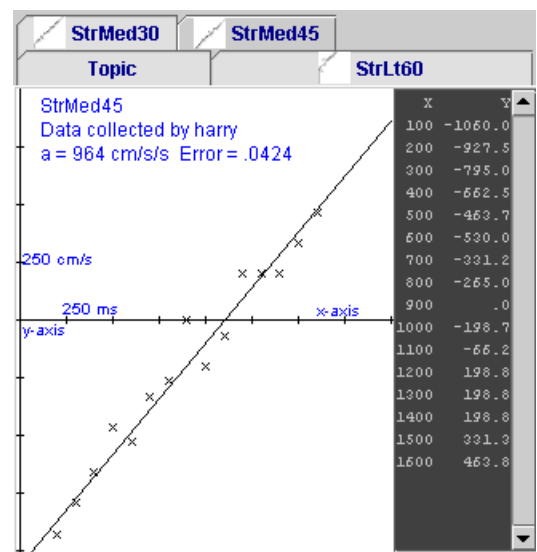 StrMed30 StrMed45
Topic StrLt60
StrMed45
Data collected by harry
a = 964 cm/s/s Error = .0424
250 cm/s
250 ms x-axis
y-axis
X Y
100 -1060.0
200 -927.5
300 -795.0
400 -662.5
500 -463.7
600 -530.0
700 -331.2
800 -265.0
900 .0
1000 -198.7
1100 -66.2
1200 198.8
1300 198.8
1400 198.8
1500 331.3
1600 463.8